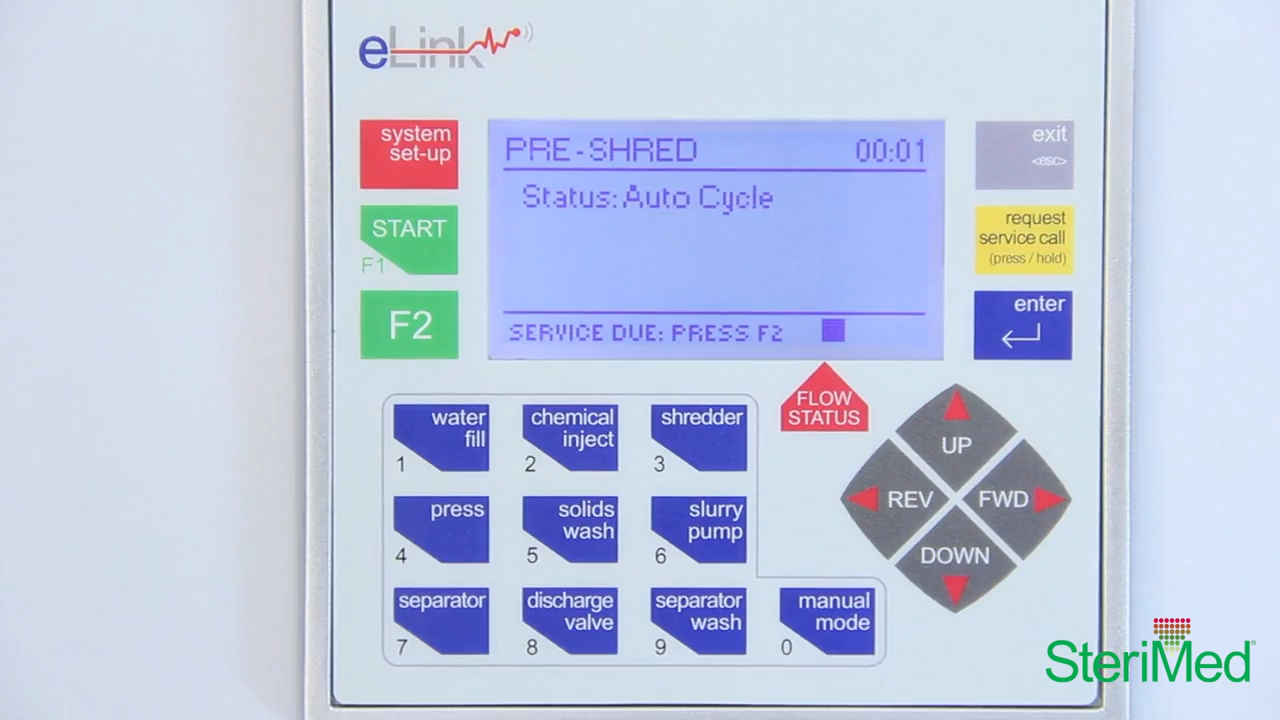 eLink
system
set-up
START
F1
F2
PRE-SHRED 00:01
Status: Auto Cycle
SERVICE DUE: PRESS F2
exit
<esc>
request
service call
(press / hold)
enter
FLOW
STATUS
water
fill
1
chemical
inject
2
shredder
3
press
4
solids
wash
5
slurry
pump
6
separator
7
discharge
valve
8
separator
wash
9
manual
mode
0
UP
REV
FWD
DOWN
SteriMed®